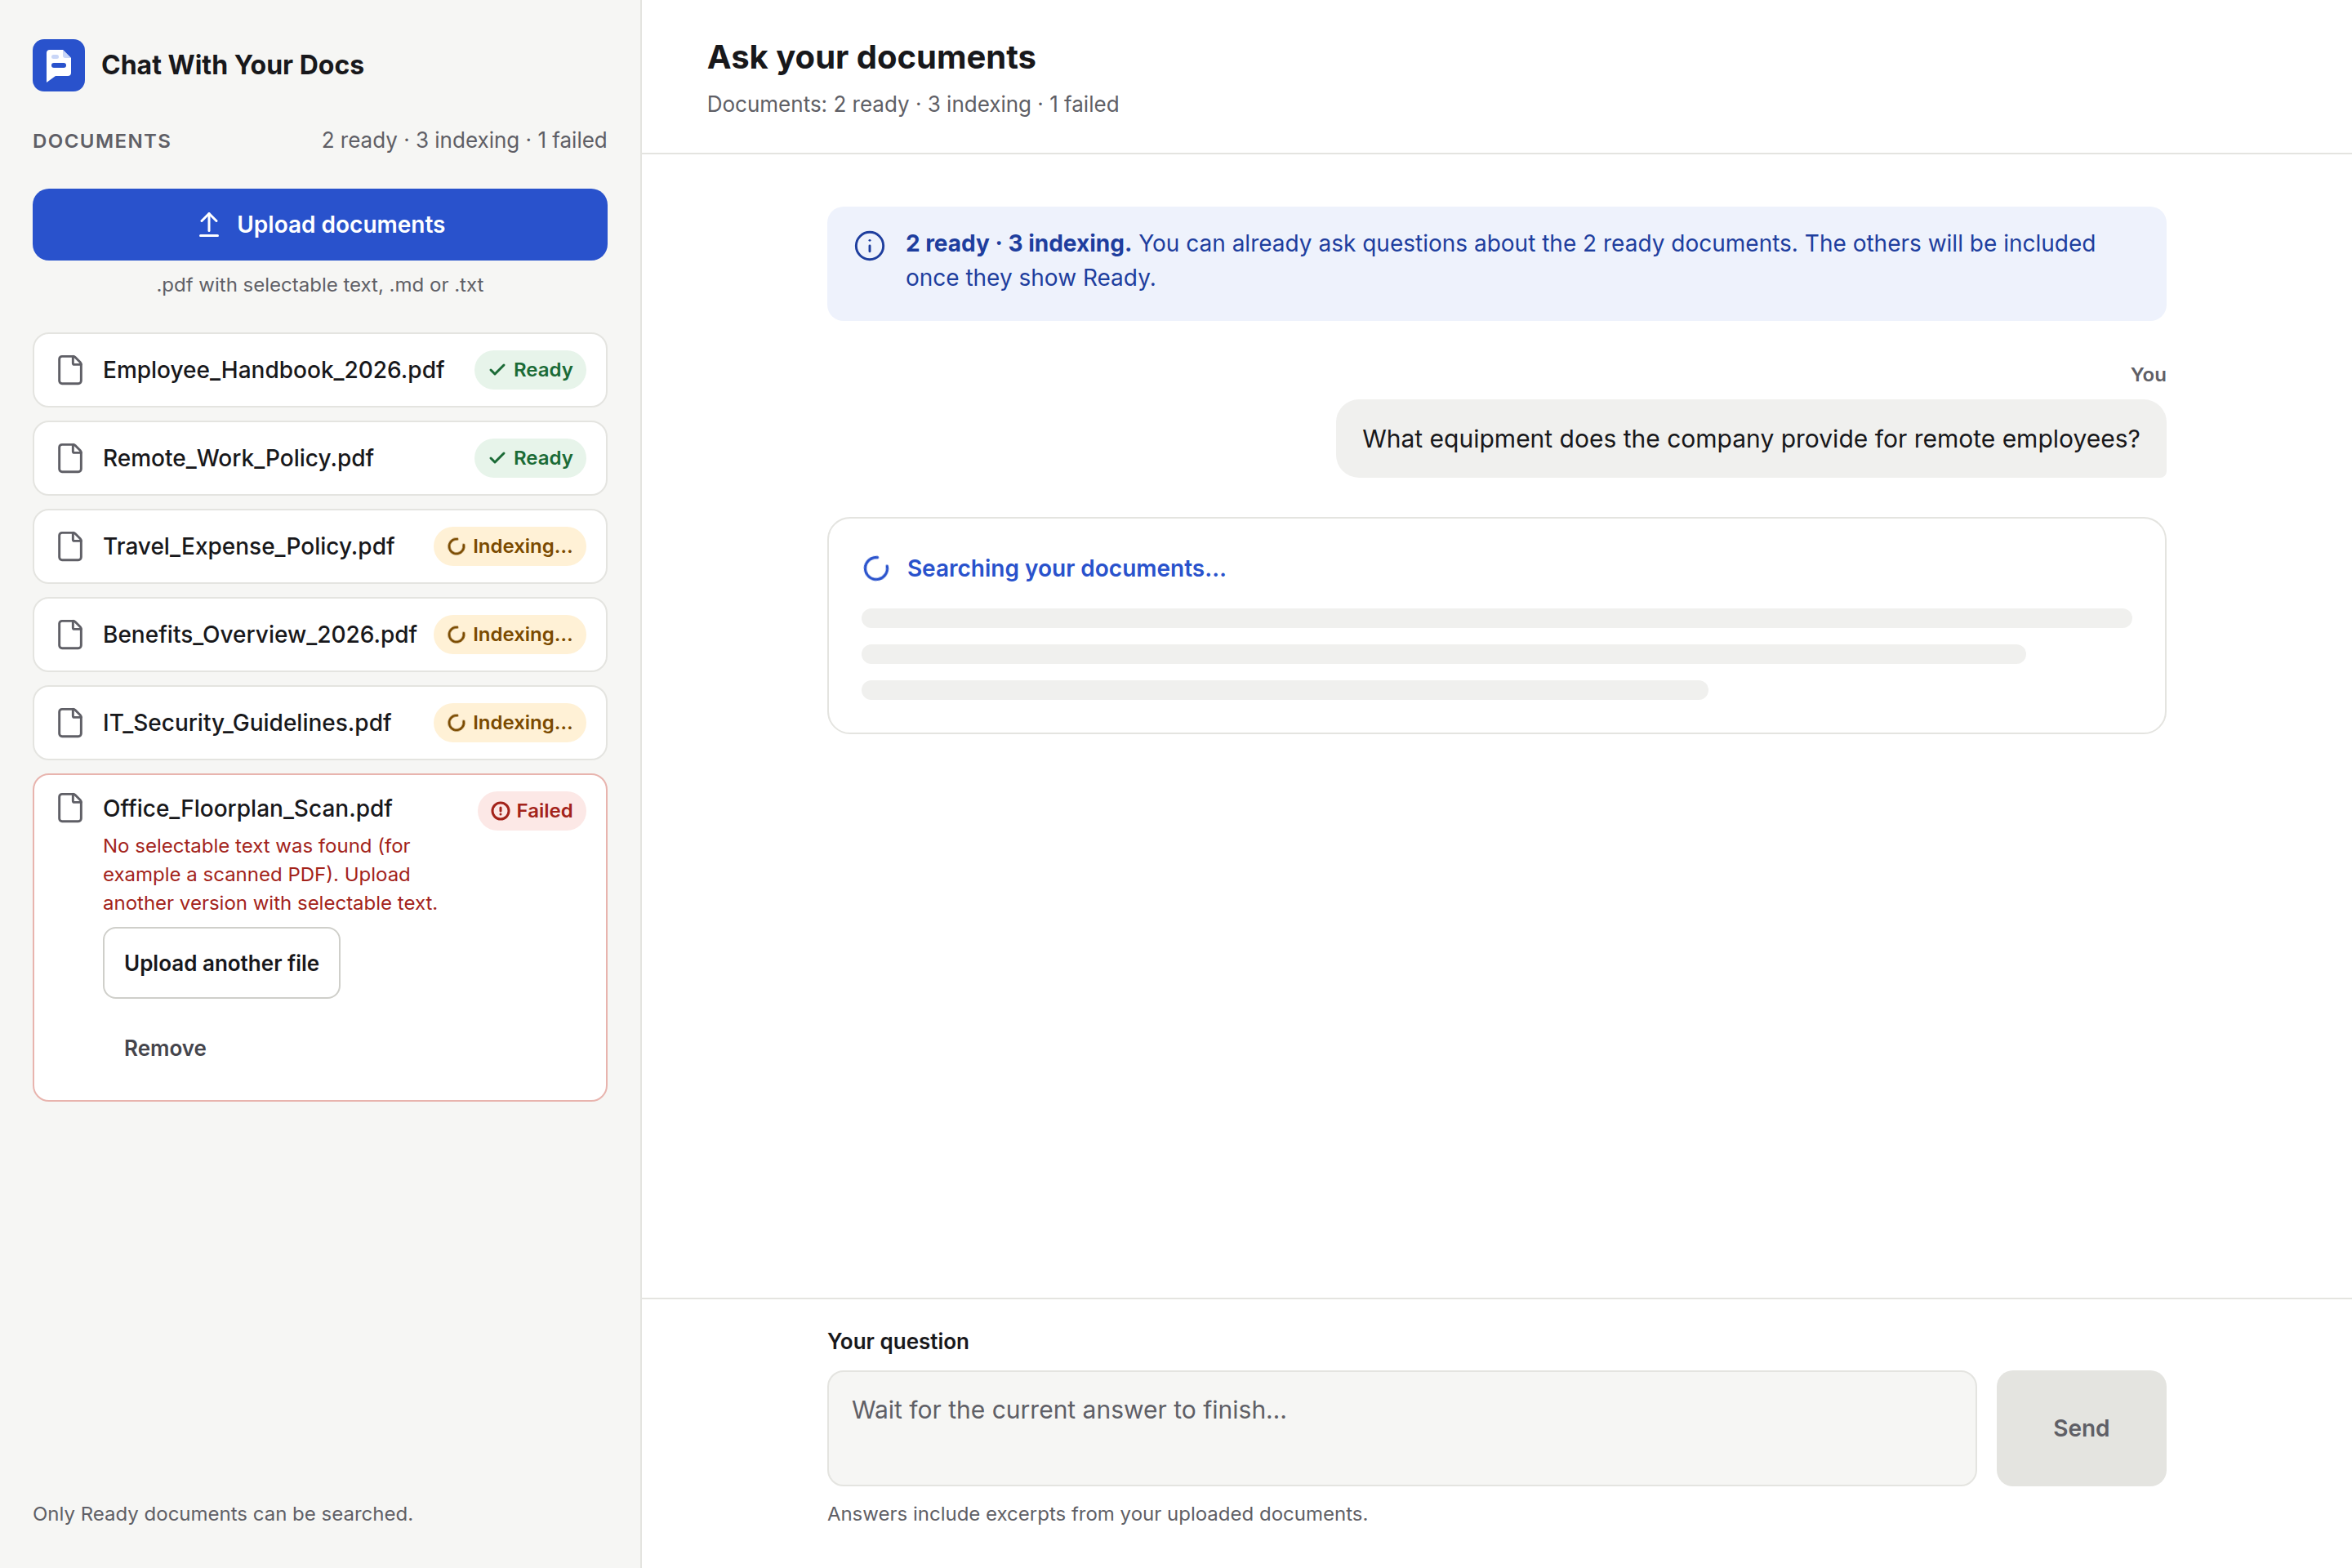 Chat With Your Docs
DOCUMENTS
2 ready · 3 indexing · 1 failed
Upload documents
.pdf with selectable text, .md or .txt
Employee_Handbook_2026.pdf
Ready
Remote_Work_Policy.pdf
Ready
Travel_Expense_Policy.pdf
Indexing...
Benefits_Overview_2026.pdf
Indexing...
IT_Security_Guidelines.pdf
Indexing...
Office_Floorplan_Scan.pdf
Failed
No selectable text was found (for
example a scanned PDF). Upload
another version with selectable text.
Upload another file
Remove
Only Ready documents can be searched.
Ask your documents
Documents: 2 ready · 3 indexing · 1 failed
2 ready · 3 indexing. You can already ask questions about the 2 ready documents. The others will be included
once they show Ready.
You
What equipment does the company provide for remote employees?
Searching your documents...
Your question
Wait for the current answer to finish...
Send
Answers include excerpts from your uploaded documents.